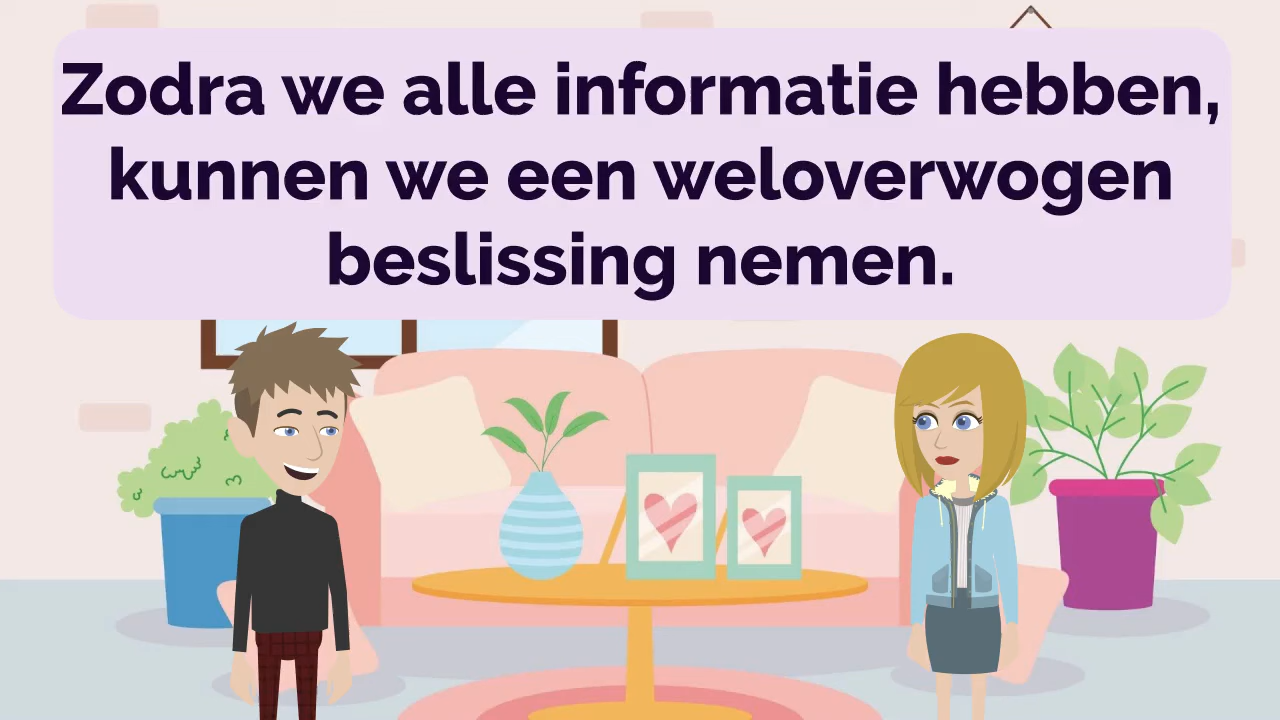 Zodra we alle informatie hebben,
kunnen we een weloverwogen
beslissing nemen.